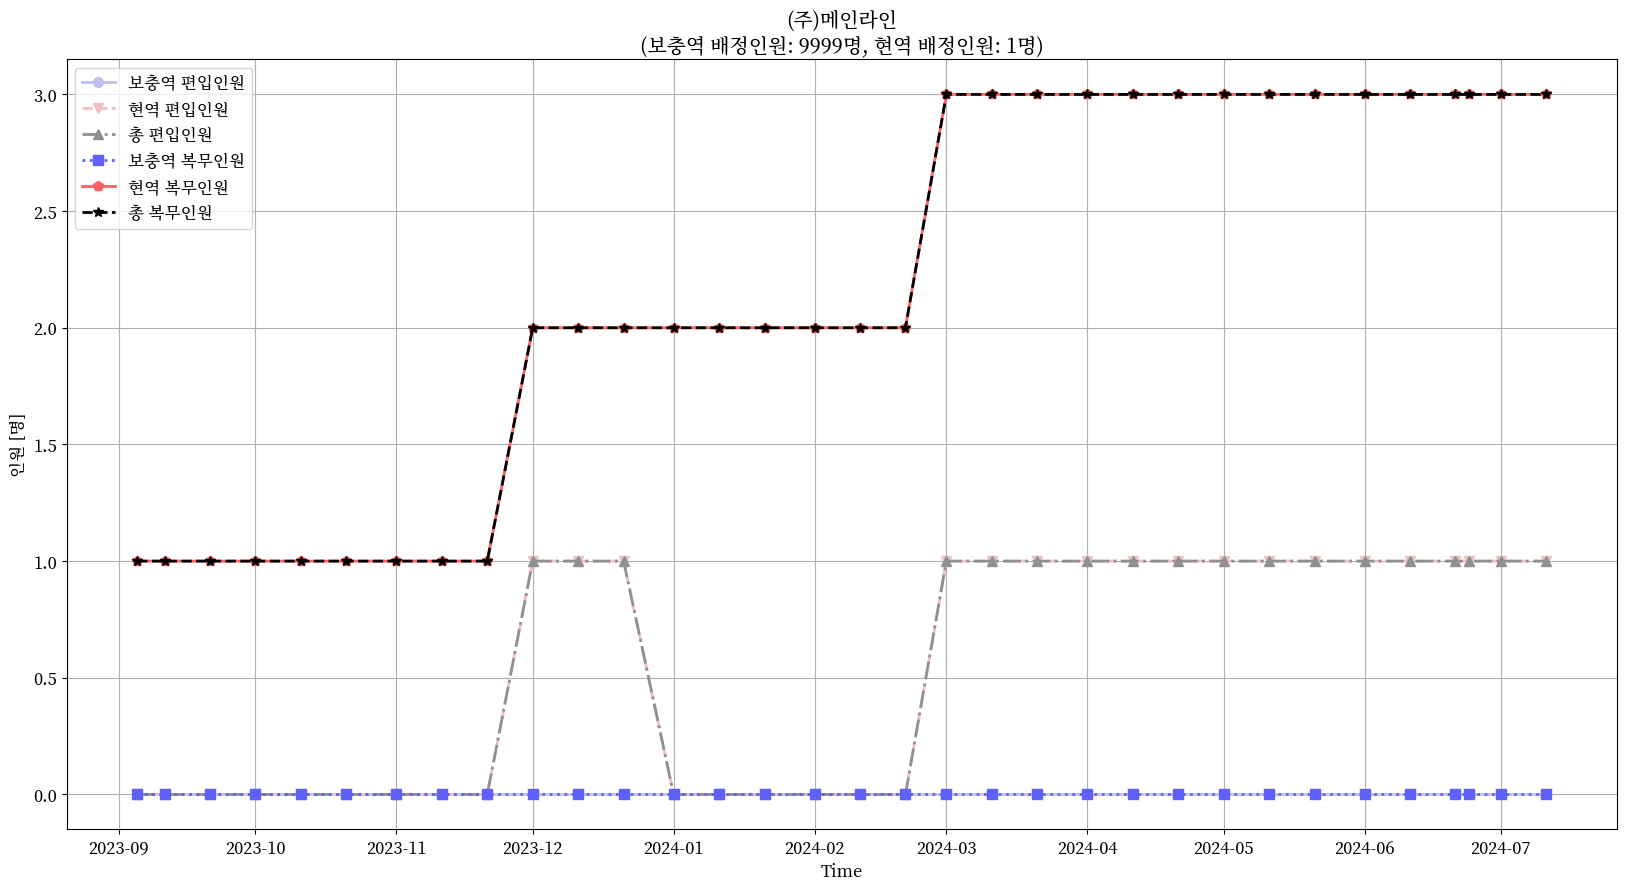 (주)메인라인
(보충역 배정인원: 9999명, 현역 배정인원: 1명)
보충역 편입인원
현역 편입인원
총 편입인원
보충역 복무인원
현역 복무인원
총 복무인원
3.0
2.5
2.0
1.5
1.0
0.5
0.0
인원 [명]
2023-09 2023-10 2023-11 2023-12 2024-01 2024-02 2024-03 2024-04 2024-05 2024-06 2024-07
Time